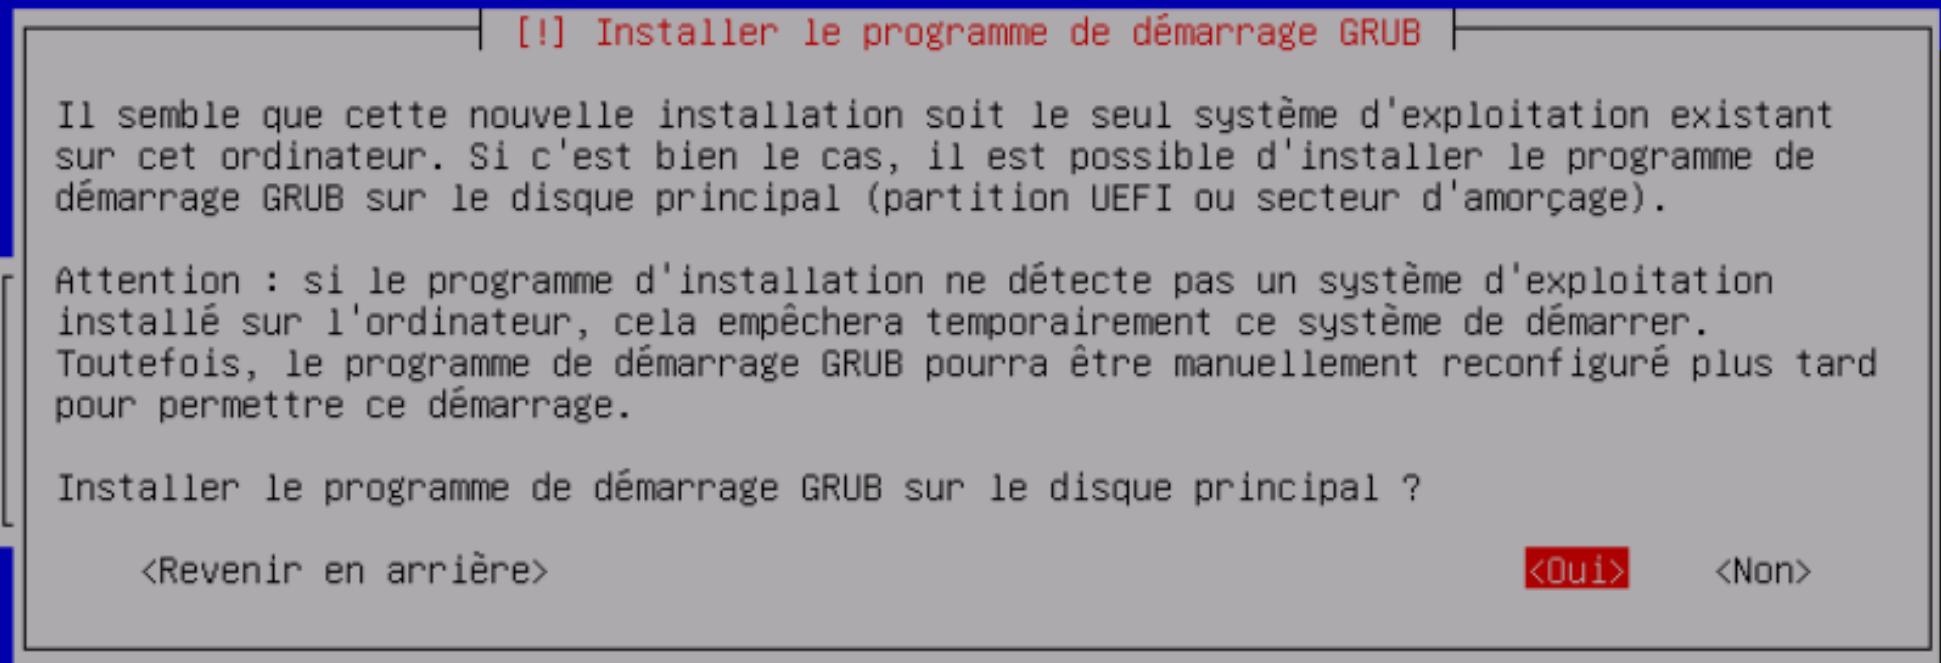 [!] Installer le programme de démarrage GRUB
Il semble que cette nouvelle installation soit le seul système d'exploitation existant
sur cet ordinateur. Si c'est bien le cas, il est possible d'installer le programme de
démarrage GRUB sur le disque principal (partition UEFI ou secteur d'amorçage).
Attention : si le programme d'installation ne détecte pas un système d'exploitation
installé sur l'ordinateur, cela empêchera temporairement ce système de démarrer.
Toutefois, le programme de démarrage GRUB pourra être manuellement reconfiguré plus tard
pour permettre ce démarrage.
Installer le programme de démarrage GRUB sur le disque principal ?
<Revenir en arrière> <Oui> <Non>